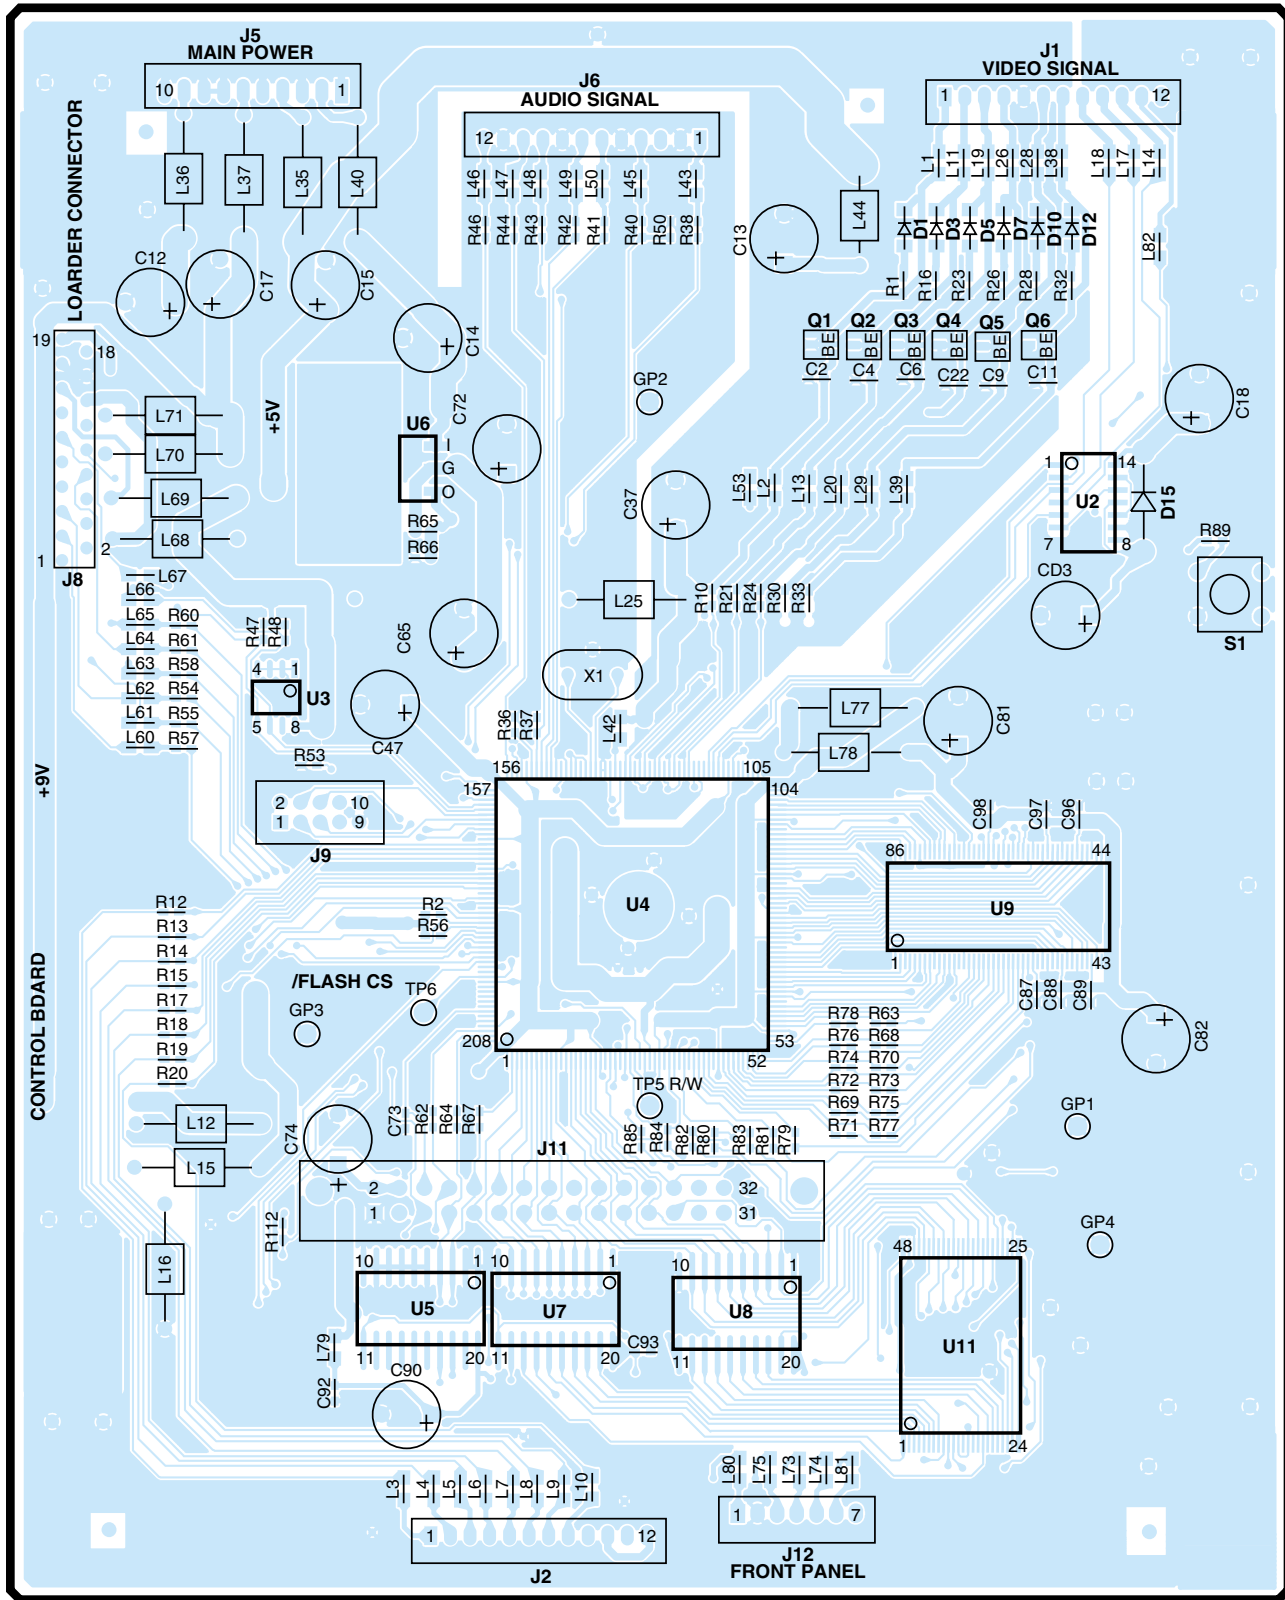 J5
MAIN POWER
10 1
J6
AUDIO SIGNAL
12 1
J1
VIDEO SIGNAL
1 12
LOARDER CONNECTOR
L36 L37 L35 L40
L46 L47 L48 L49 L50 L45 L43
R46 R44 R43 R42 R41 R40 R50 R38
L1 L11 L19 L26 L28 L38 L18 L17 L14
C13 L44
D1 D3 D5 D7 D10 D12
L82
C12 C17 C15
+ + + +
R1 R16 R23 R26 R28 R32
C14
+
Q1 Q2 Q3 Q4 Q5 Q6
BE BE BE BE BE BE
C2 C4 C6 C22 C9 C11
19 18
GP2
C18
+
L71
+5V
C72
+
U6
I
G
O
L70
L69
L68
1 2
J8
R65
R66
C37
+
L53 L2 L13 L20 L29 L39
1 14
U2
7 8
D15
R89
CD3
+
S1
L67
L66
L65 R60
L64 R61
L63 R58
L62 R54
L61 R55
L60 R57
R47 R48
4 1
U3
5 8
R53
C65
+
L25
R10 R21 R24 R30 R33
X1
C47
+
R36 R37
L42
L77
L78
C81
+
+9V
2 10
1 9
J9
156 105
157 104
U4
208 53
1 52
C98 C97 C96
86 44
U9
1 43
C87 C88 C89
R12
R13
R14
R15
R17
R18
R19
R20
R2
R56
/FLASH CS
GP3
TP6
CONTROL BDARD
R78 R63
R76 R68
R74 R70
R72 R73
R69 R75
R71 R77
C82
+
TP5 R/W
GP1
L12
L15
C74
+
C73 R62 R64 R67
R85 R84 R82 R80 R83 R81 R79
J11
2 32
1 31
R112
GP4
L16
10 1
U5
11 20
10 1
U7
11 20
C93
10 1
U8
11 20
48 25
U11
1 24
L79
C92
C90
+
L3 L4 L5 L6 L7 L8 L9 L10
1 12
J2
L80 L75 L73 L74 L81
1 7
J12
FRONT PANEL